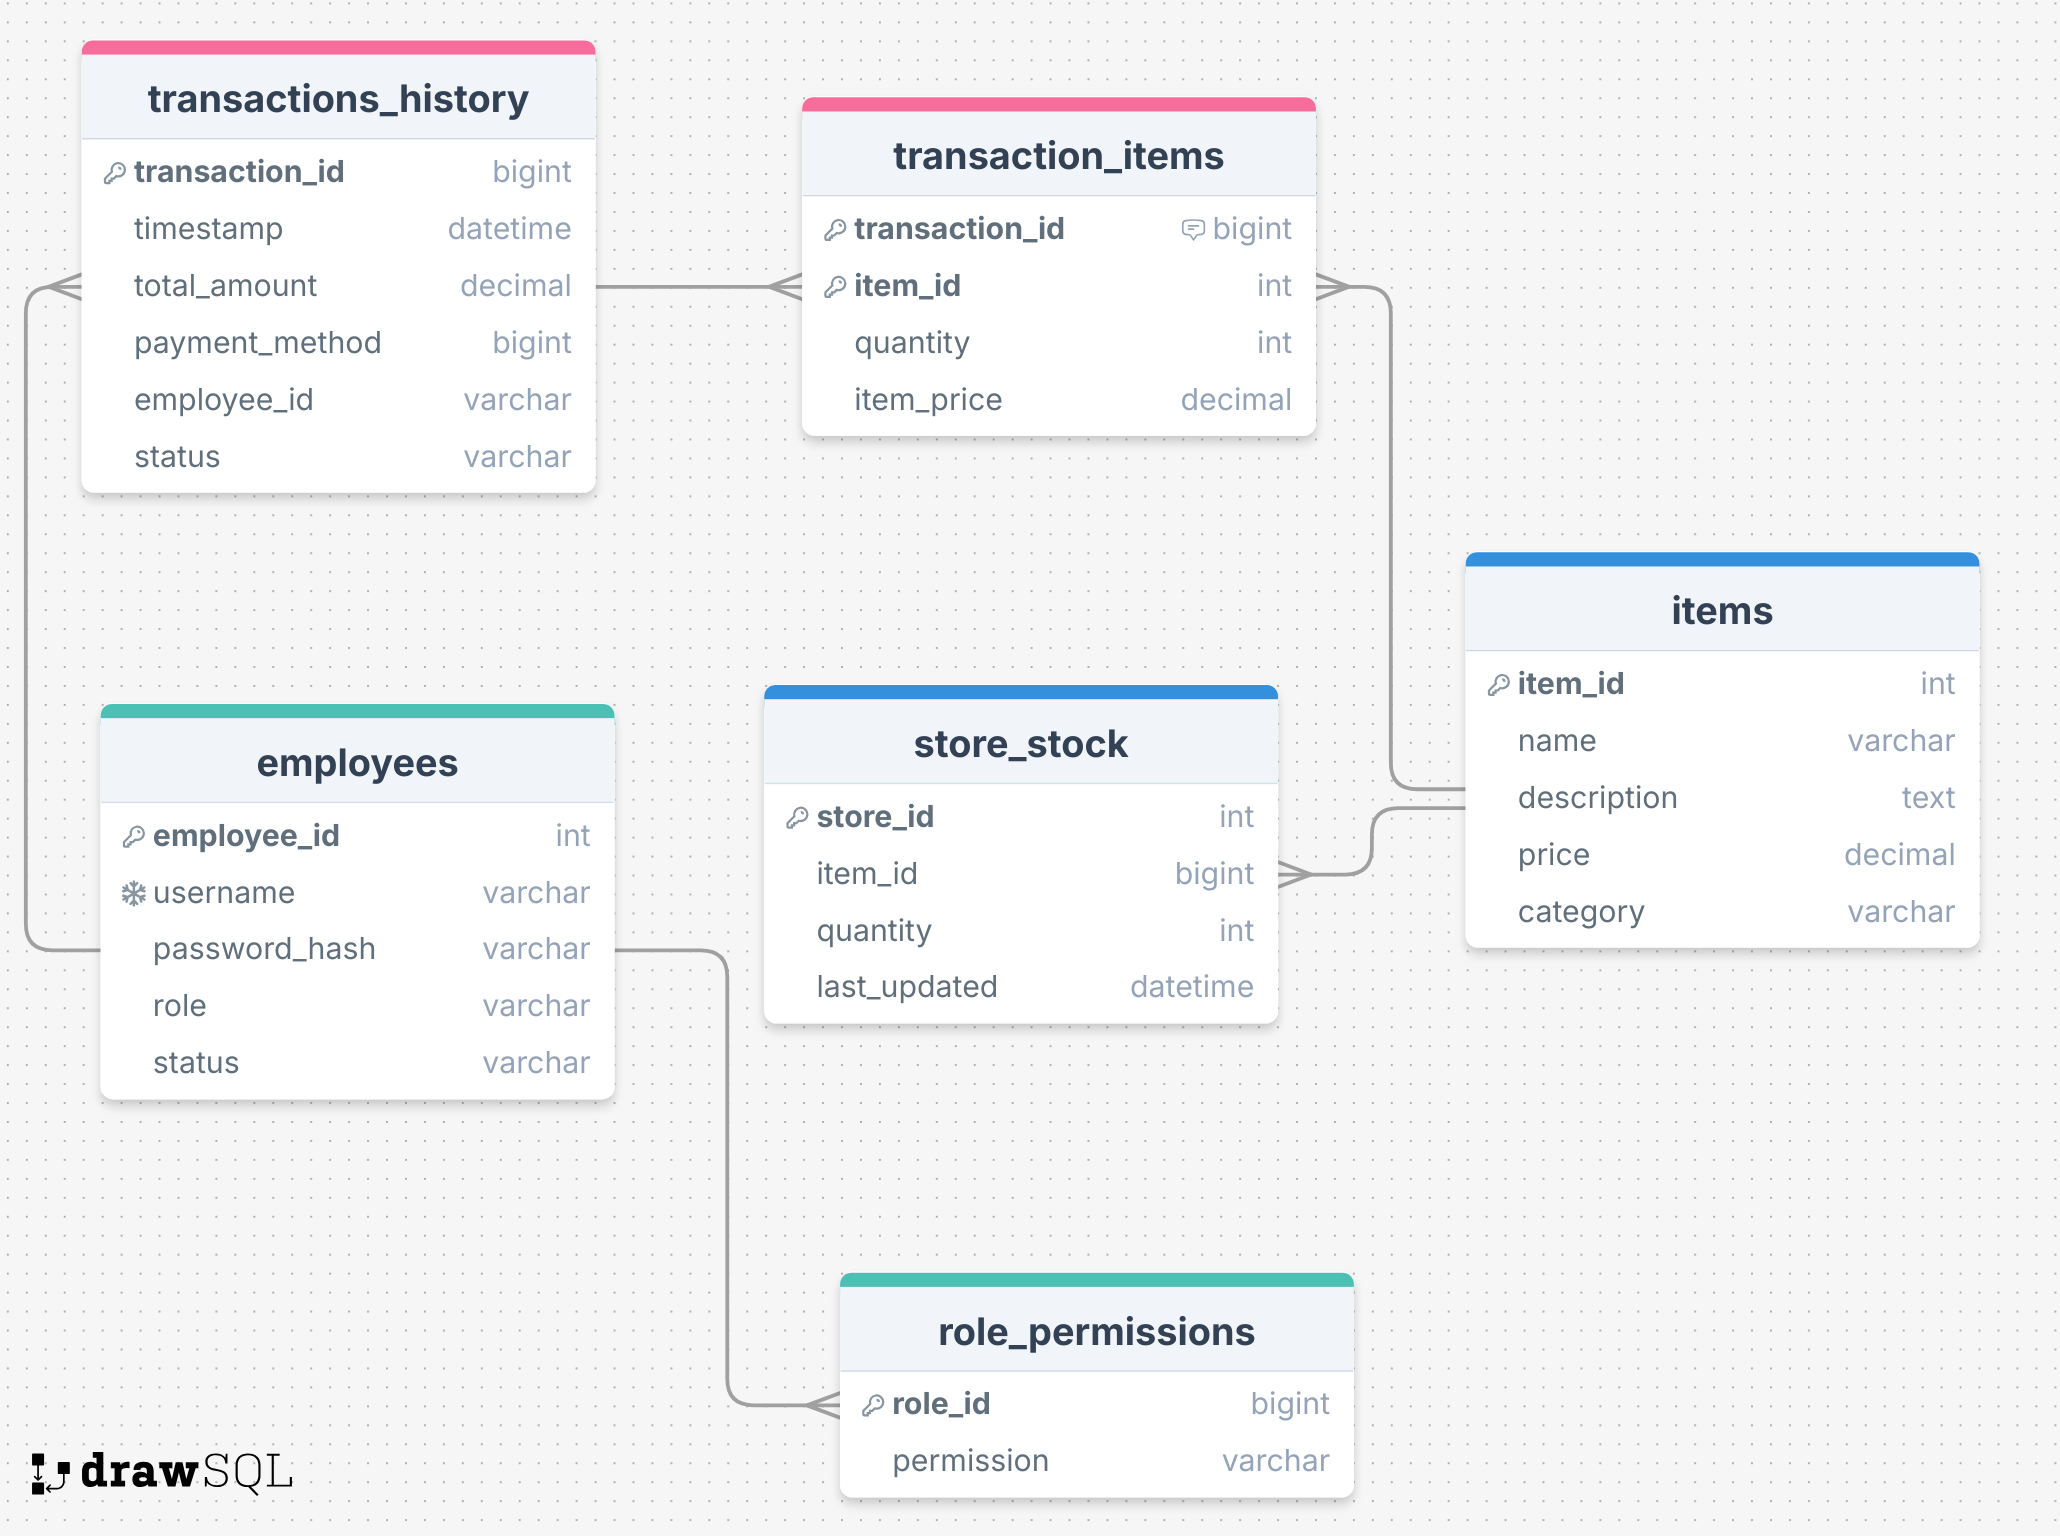 transactions_history
transaction_id bigint
timestamp datetime
total_amount decimal
payment_method bigint
employee_id varchar
status varchar
transaction_items
transaction_id bigint
item_id int
quantity int
item_price decimal
items
item_id int
name varchar
description text
price decimal
category varchar
employees
employee_id int
username varchar
password_hash varchar
role varchar
status varchar
store_stock
store_id int
item_id bigint
quantity int
last_updated datetime
role_permissions
role_id bigint
permission varchar
drawSQL